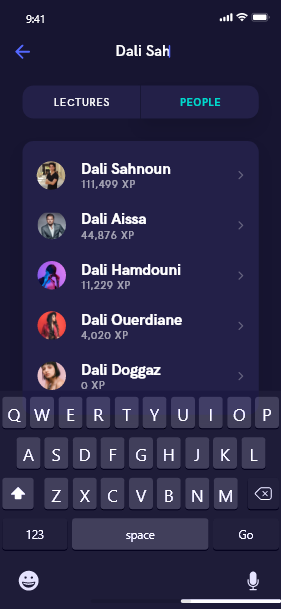 9:41
Dali Sah
LECTURES PEOPLE
Dali Sahnoun
111,499 XP
Dali Aissa
44,876 XP
Dali Hamdouni
11,229 XP
Dali Ouerdiane
4,020 XP
Dali Doggaz
0 XP
Q W E R T Y U I O P
A S D F G H J K L
Z X C V B N M
123 space Go